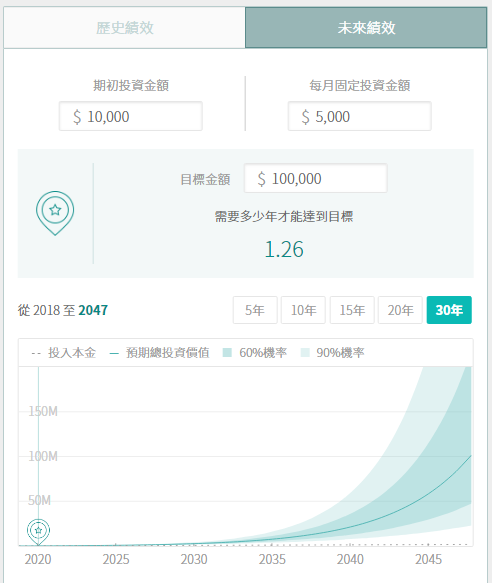 歷史績效 未來績效
期初投資金額 每月固定投資金額
$ 10,000 $ 5,000
目標金額 $ 100,000
需要多少年才能達到目標
1.26
從 2018 至 2047 5年 10年 15年 20年 30年
-- 投入本金 — 預期總投資價值 60%機率 90%機率
150M
100M
50M
2020 2025 2030 2035 2040 2045